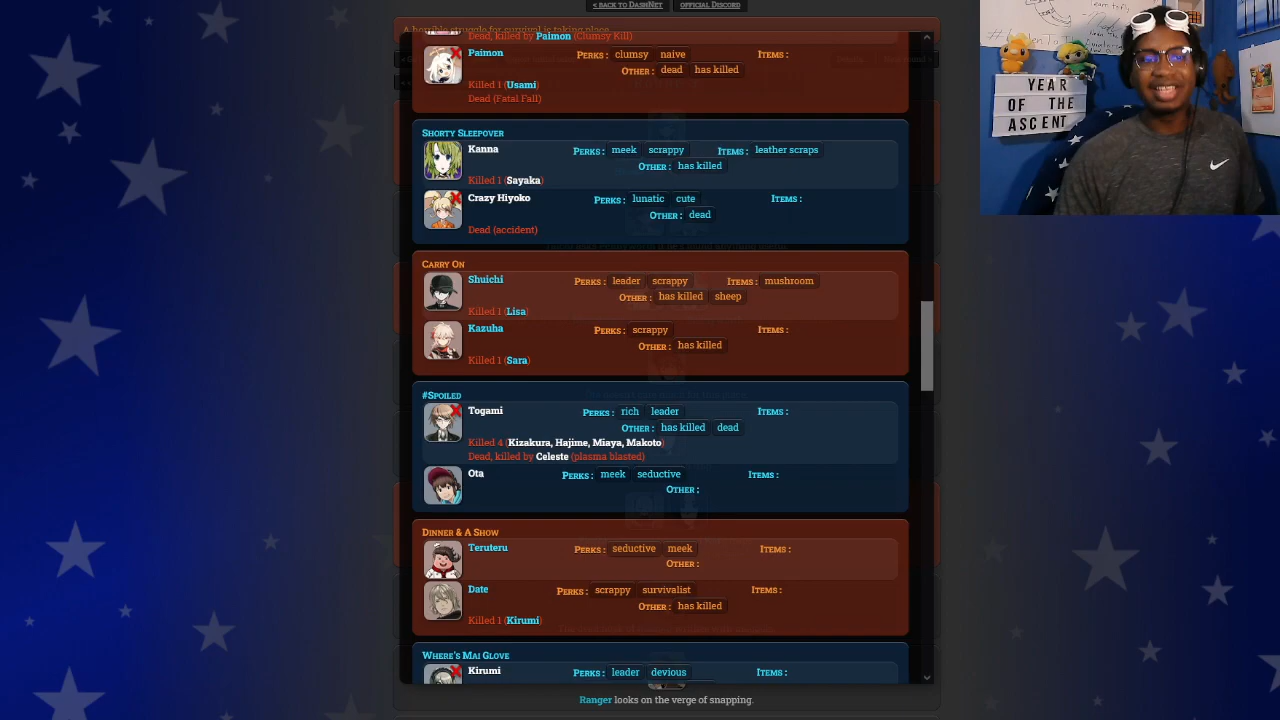 < BACK TO DASHNET OFFICIAL DISCORD
A horrible struggle for survival is taking place.
Dead, killed by Paimon (Clumsy Kill)
Paimon
PERKS : clumsy naive ITEMS :
OTHER : dead has killed
Killed 1 (Usami)
Dead (Fatal Fall)
SHORTY SLEEPOVER
Kanna
PERKS : meek scrappy ITEMS : leather scraps
OTHER : has killed
Killed 1 (Sayaka)
Crazy Hiyoko
PERKS : lunatic cute ITEMS :
OTHER : dead
Dead (accident)
CARRY ON
Shuichi
PERKS : leader scrappy ITEMS : mushroom
OTHER : has killed sheep
Killed 1 (Lisa)
Kazuha
PERKS : scrappy ITEMS :
OTHER : has killed
Killed 1 (Sara)
#SPOILED
Togami
PERKS : rich leader ITEMS :
OTHER : has killed dead
Killed 4 (Kizakura, Hajime, Miaya, Makoto)
Dead, killed by Celeste (plasma blasted)
Ota
PERKS : meek seductive ITEMS :
OTHER :
DINNER & A SHOW
Teruteru
PERKS : seductive meek ITEMS :
OTHER :
Date
PERKS : scrappy survivalist ITEMS :
OTHER : has killed
Killed 1 (Kirumi)
WHERE'S MAI GLOVE
Kirumi
PERKS : leader devious ITEMS :
Ranger looks on the verge of snapping.
YEAR
OF THE
ASCENT